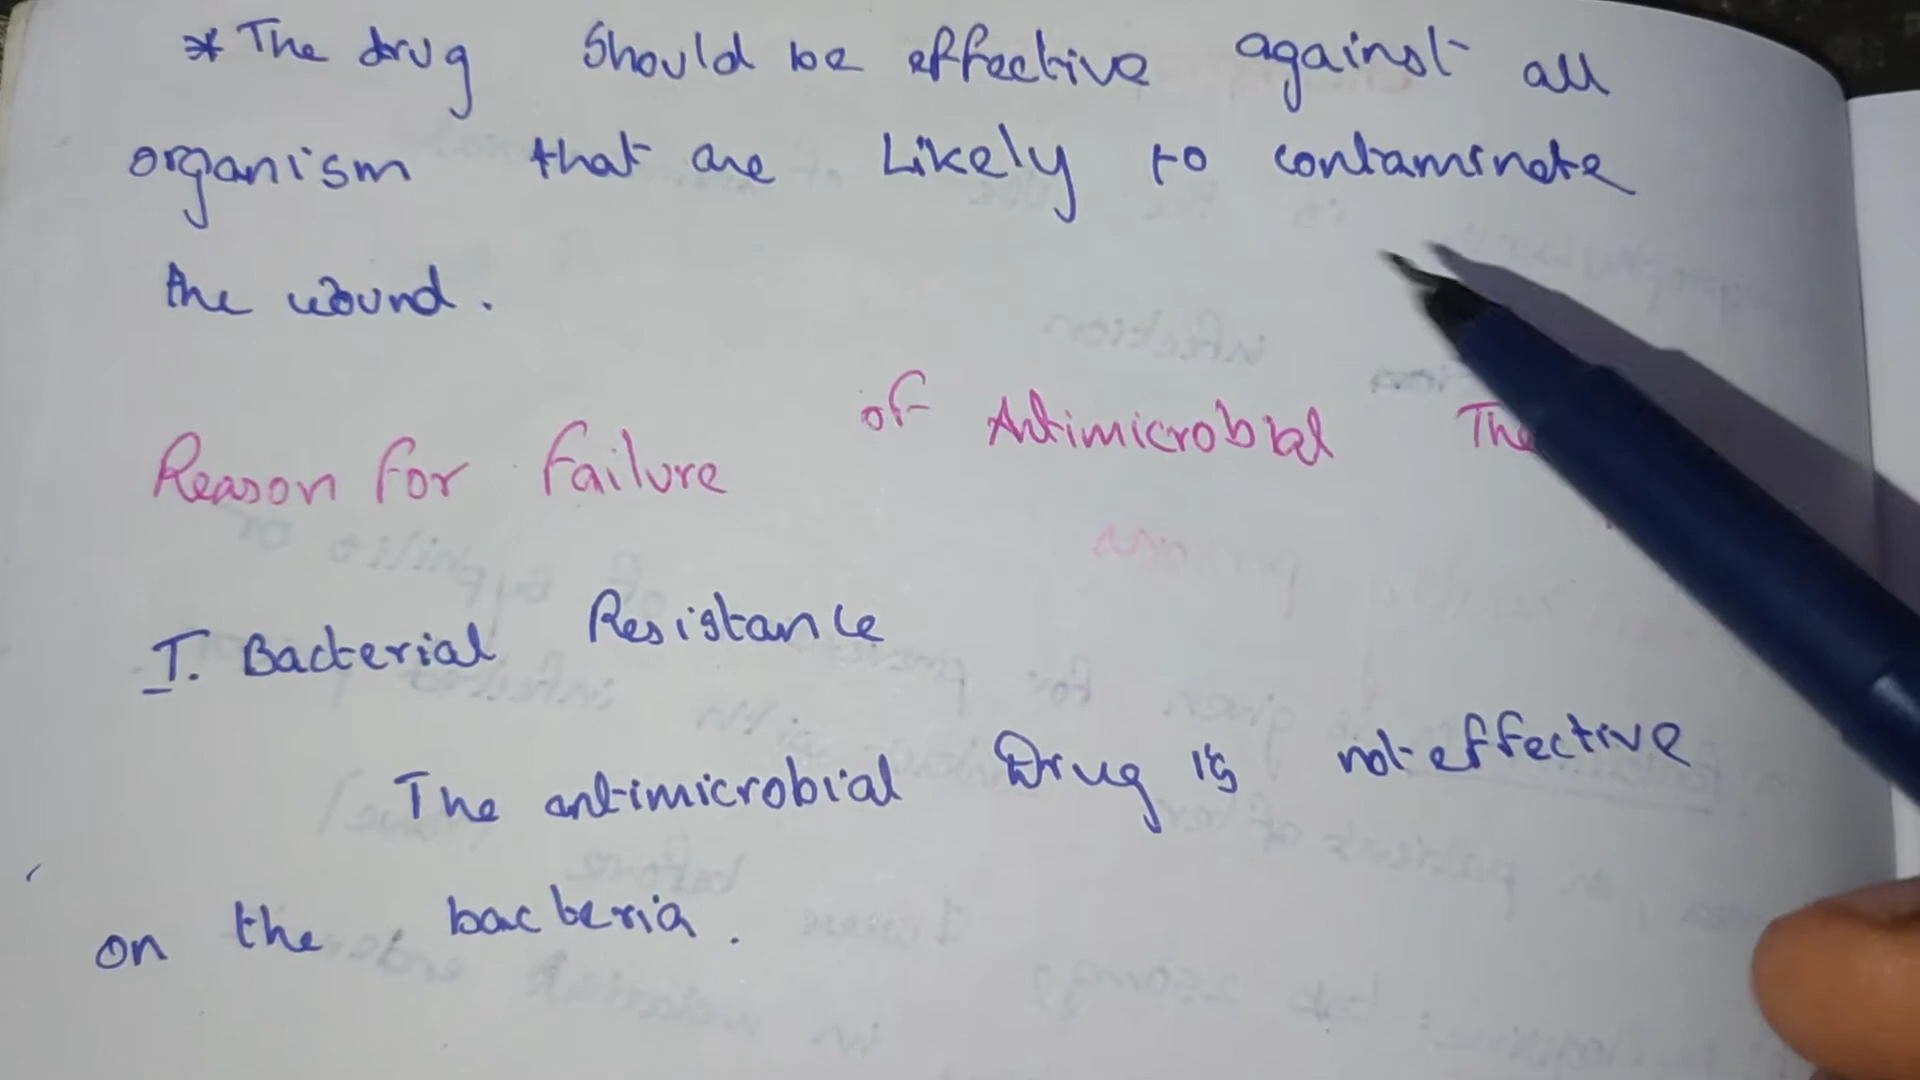 * The drug should be effective against all
organism that are Likely to contaminate
the wound.
Reason for failure of Antimicrobial The
I. Bacterial Resistance
The antimicrobial Drug is not effective
on the bacteria.